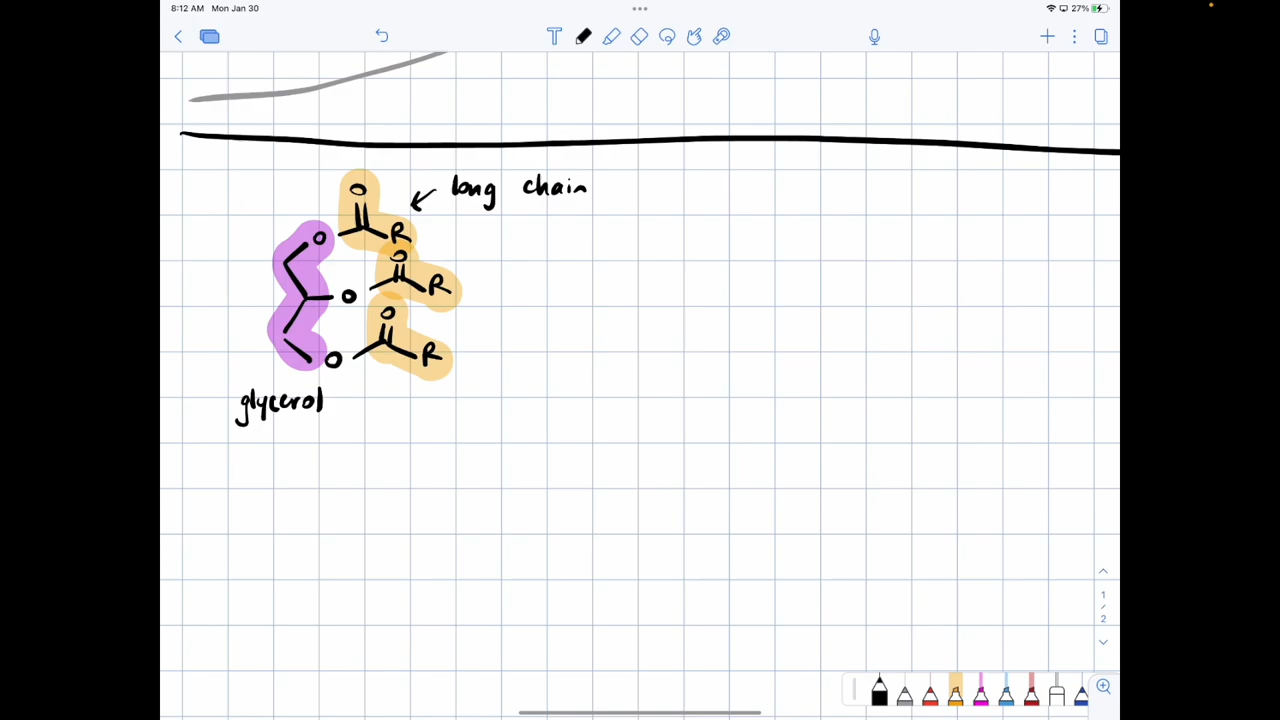 8:12 AM Mon Jan 30
27%
T
O
long chain
O R
O
O R
O
O R
glycerol
1
/
2